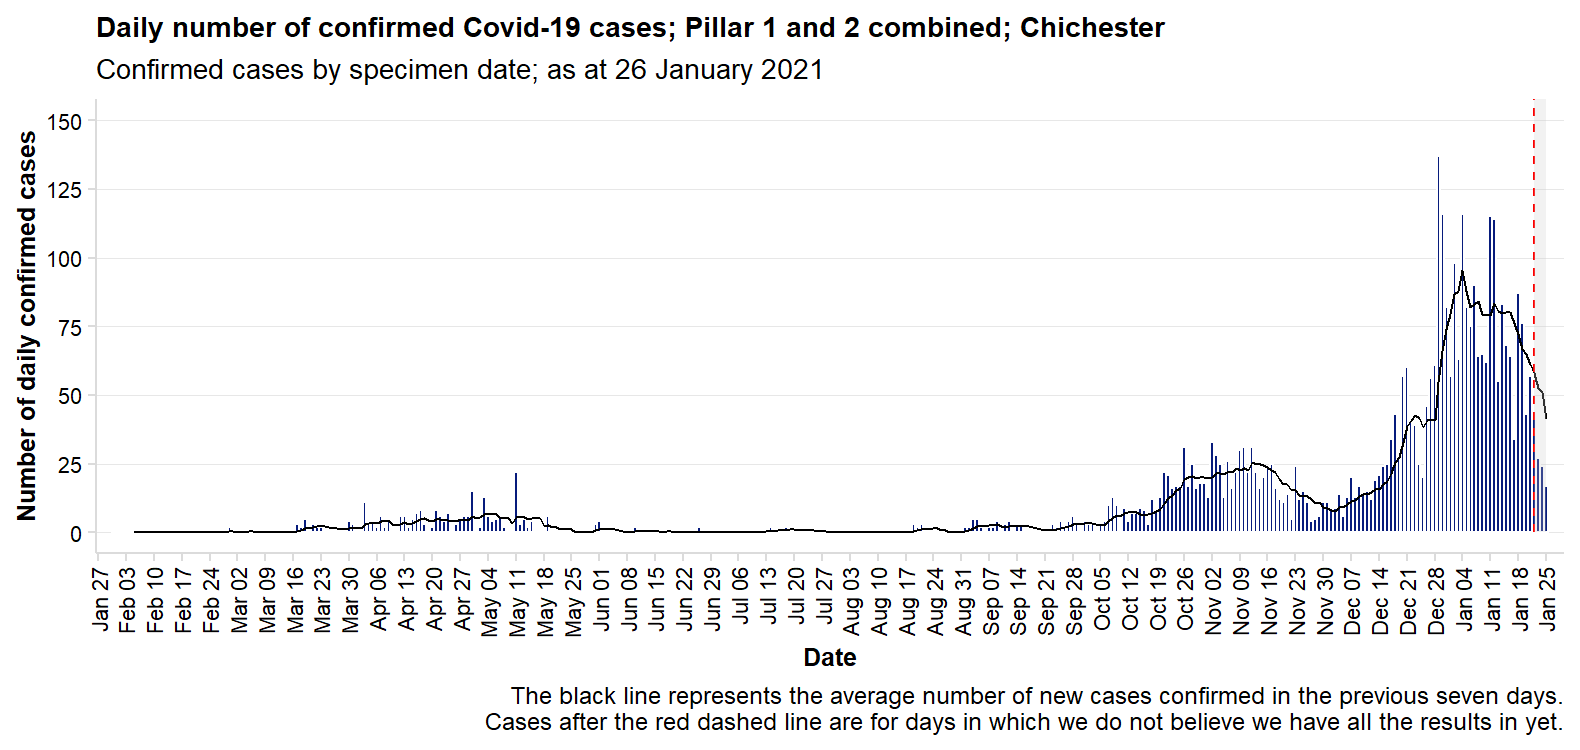 Daily number of confirmed Covid-19 cases; Pillar 1 and 2 combined; Chichester
Confirmed cases by specimen date; as at 26 January 2021
Number of daily confirmed cases
150
125
100
75
50
25
0
Jan 27
Feb 03
Feb 10
Feb 17
Feb 24
Mar 02
Mar 09
Mar 16
Mar 23
Mar 30
Apr 06
Apr 13
Apr 20
Apr 27
May 04
May 11
May 18
May 25
Jun 01
Jun 08
Jun 15
Jun 22
Jun 29
Jul 06
Jul 13
Jul 20
Jul 27
Aug 03
Aug 10
Aug 17
Aug 24
Aug 31
Sep 07
Sep 14
Sep 21
Sep 28
Oct 05
Oct 12
Oct 19
Oct 26
Nov 02
Nov 09
Nov 16
Nov 23
Nov 30
Dec 07
Dec 14
Dec 21
Dec 28
Jan 04
Jan 11
Jan 18
Jan 25
Date
The black line represents the average number of new cases confirmed in the previous seven days.
Cases after the red dashed line are for days in which we do not believe we have all the results in yet.